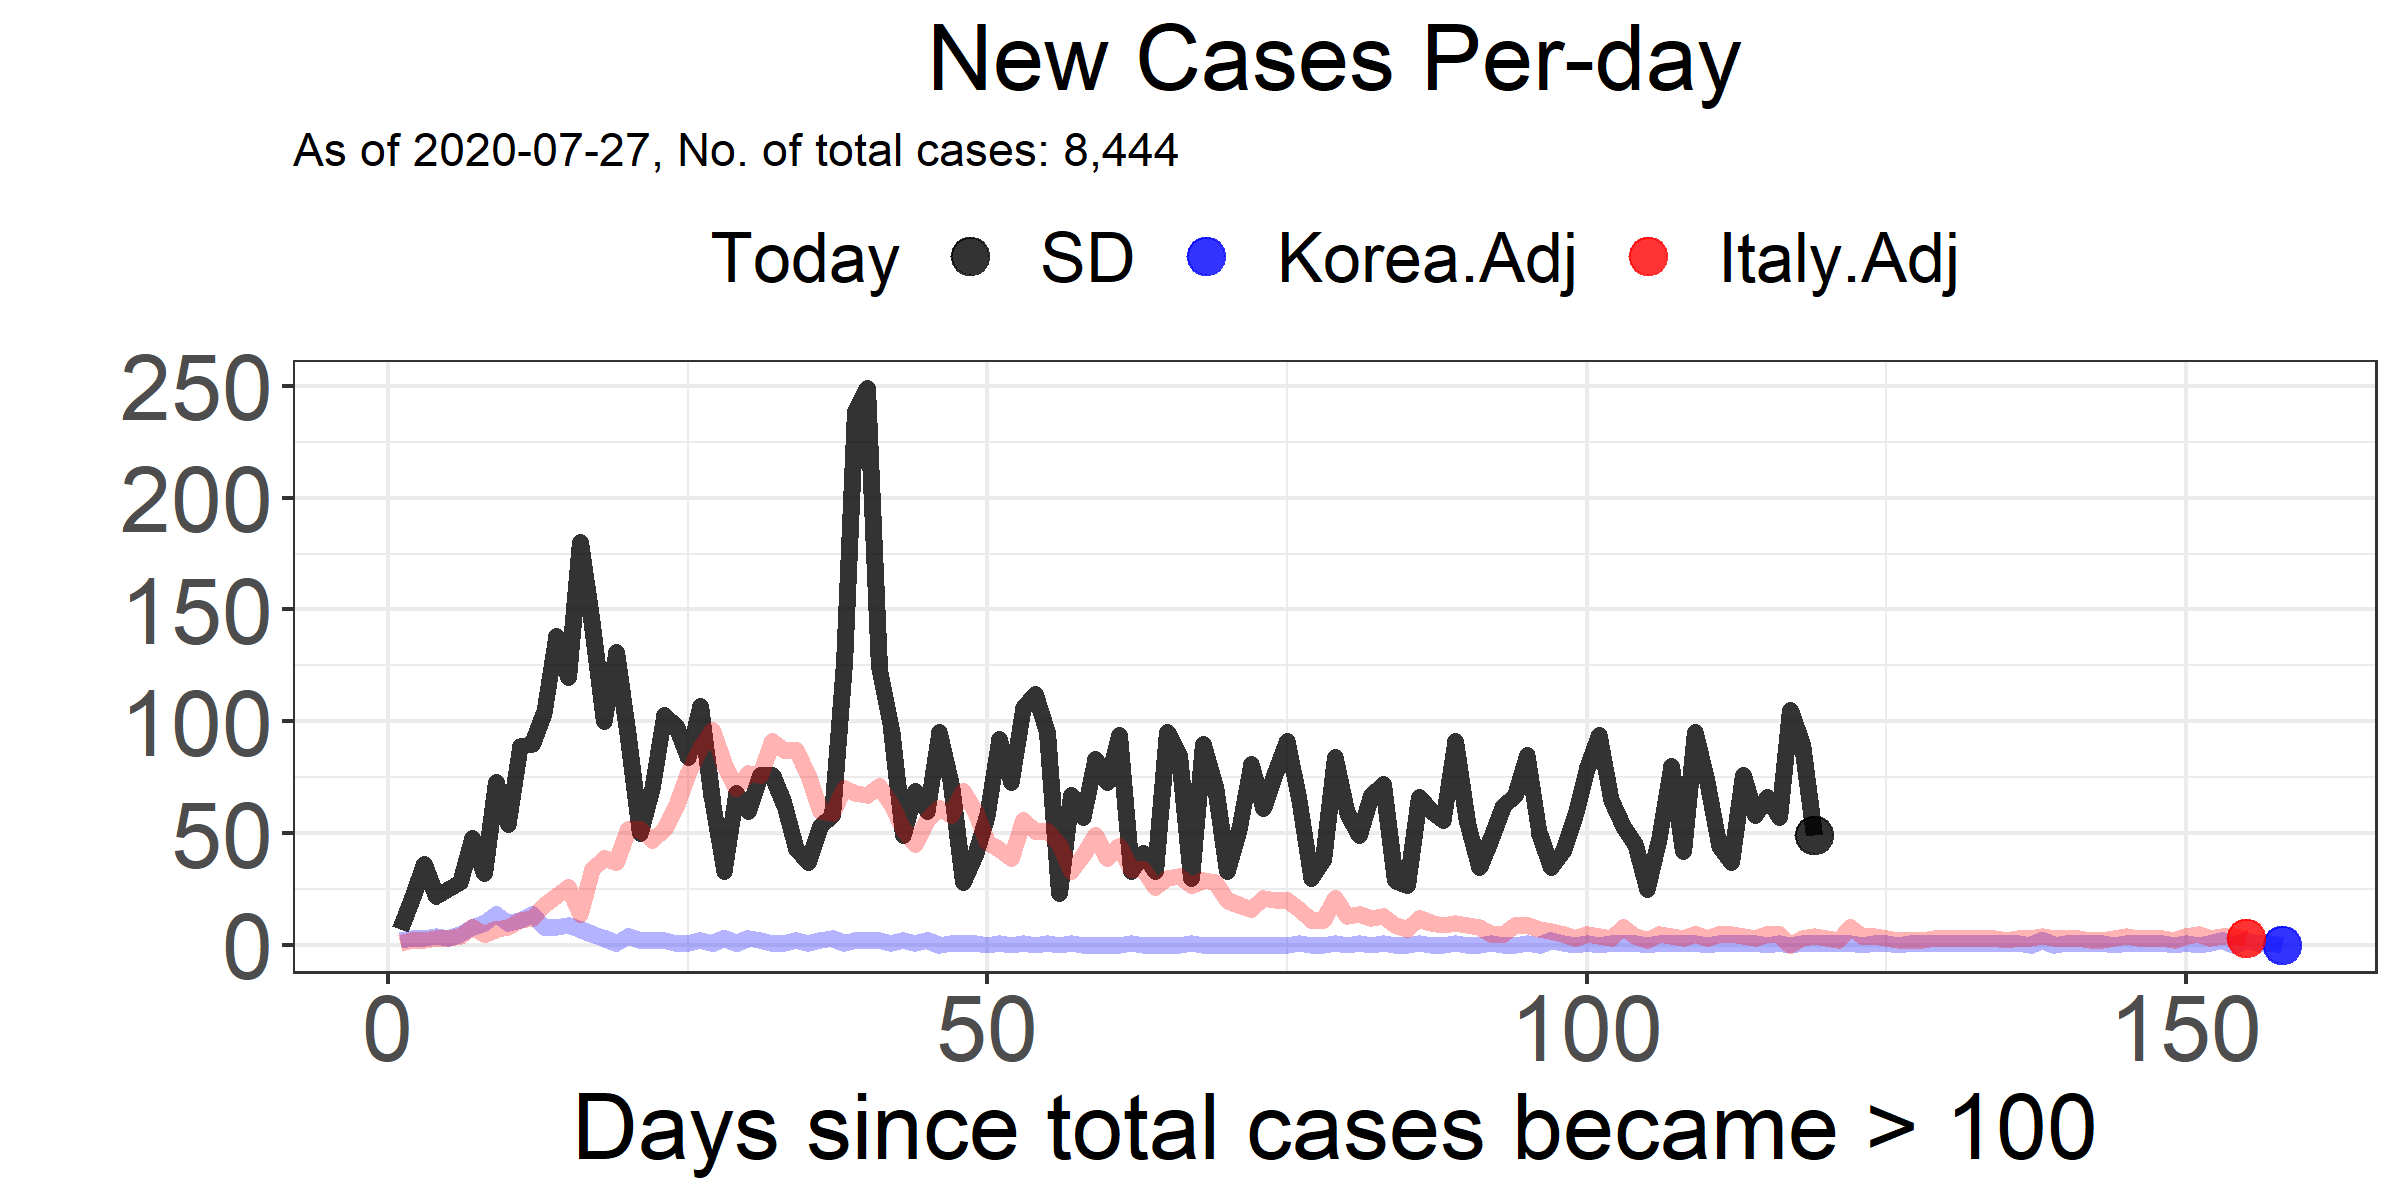 New Cases Per-day
As of 2020-07-27, No. of total cases: 8,444
Today SD Korea.Adj Italy.Adj
250
200
150
100
50
0
0 50 100 150
Days since total cases became > 100